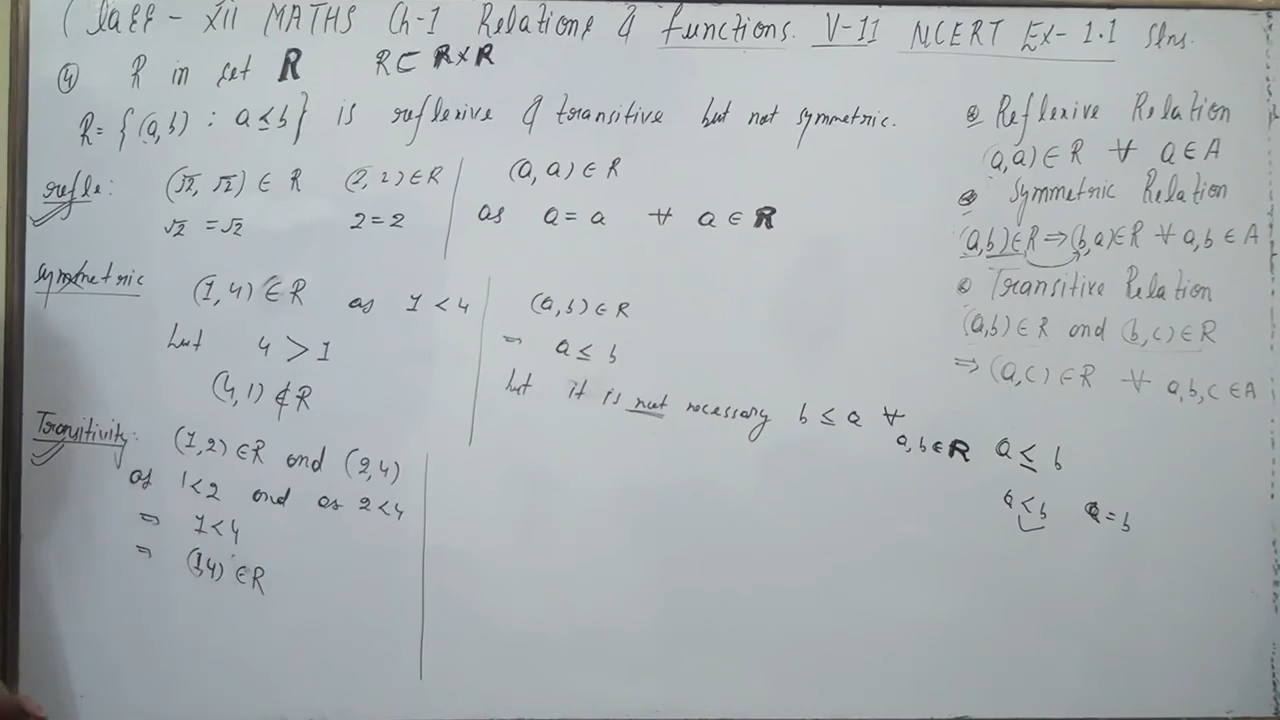 Class - XII MATHS Ch-1 Relations & functions. V-11 NCERT Ex-1.1 Slns.
④ R in set R R⊂R×R
R = {(a,b) : a≤b} is reflexive & transitive but not symmetric.
refle: (√2, √2) ∈ R (2, 2) ∈ R
√2 = √2 2=2
(a, a) ∈ R
as a = a ∀ a ∈ R
symmetric (1, 4) ∈ R as 1 < 4
but 4 > 1
(4,1) ∉ R
(a, b) ∈ R
⇒ a ≤ b
but it is not necessary b ≤ a ∀
a, b ∈ R
Transitivity: (1,2) ∈ R and (2,4)
as 1<2 and as 2<4
⇒ 1<4
⇒ (1,4) ∈ R
a ≤ b
a < b a = b
Reflexive Relation
(a,a) ∈ R ∀ a ∈ A
Symmetric Relation
(a,b) ∈ R ⇒ (b,a) ∈ R ∀ a,b ∈ A
Transitive Relation
(a,b) ∈ R and (b,c) ∈ R
⇒ (a,c) ∈ R ∀ a,b,c ∈ A